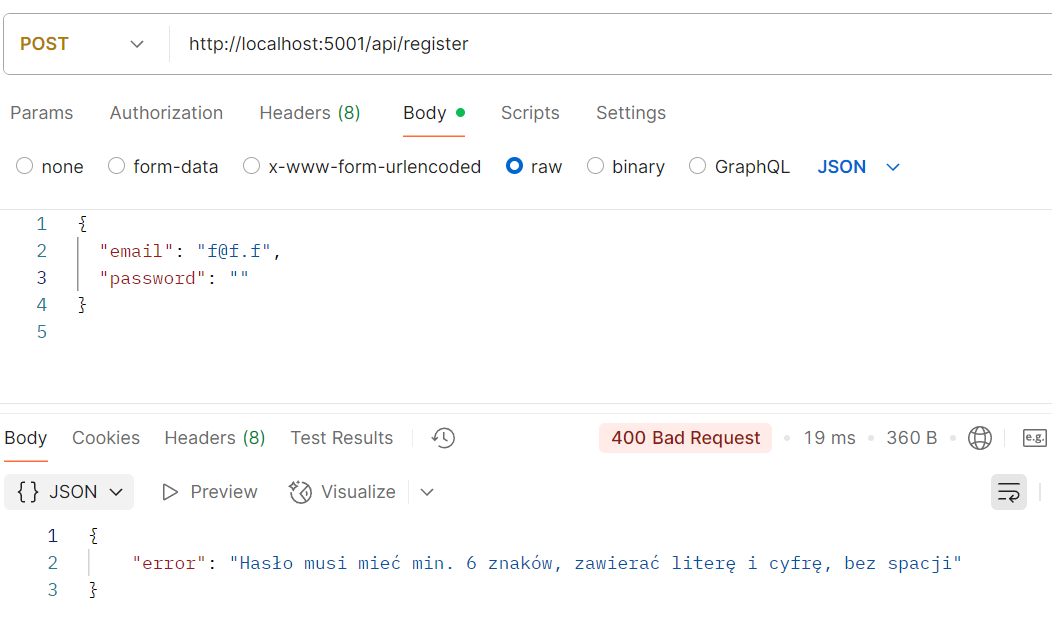 POST http://localhost:5001/api/register
Params Authorization Headers (8) Body Scripts Settings
none form-data x-www-form-urlencoded raw binary GraphQL JSON
1 {
2 "email": "f@f.f",
3 "password": ""
4 }
5
Body Cookies Headers (8) Test Results 400 Bad Request 19 ms 360 B e.g.
{} JSON Preview Visualize
1 {
2 "error": "Hasło musi mieć min. 6 znaków, zawierać literę i cyfrę, bez spacji"
3 }